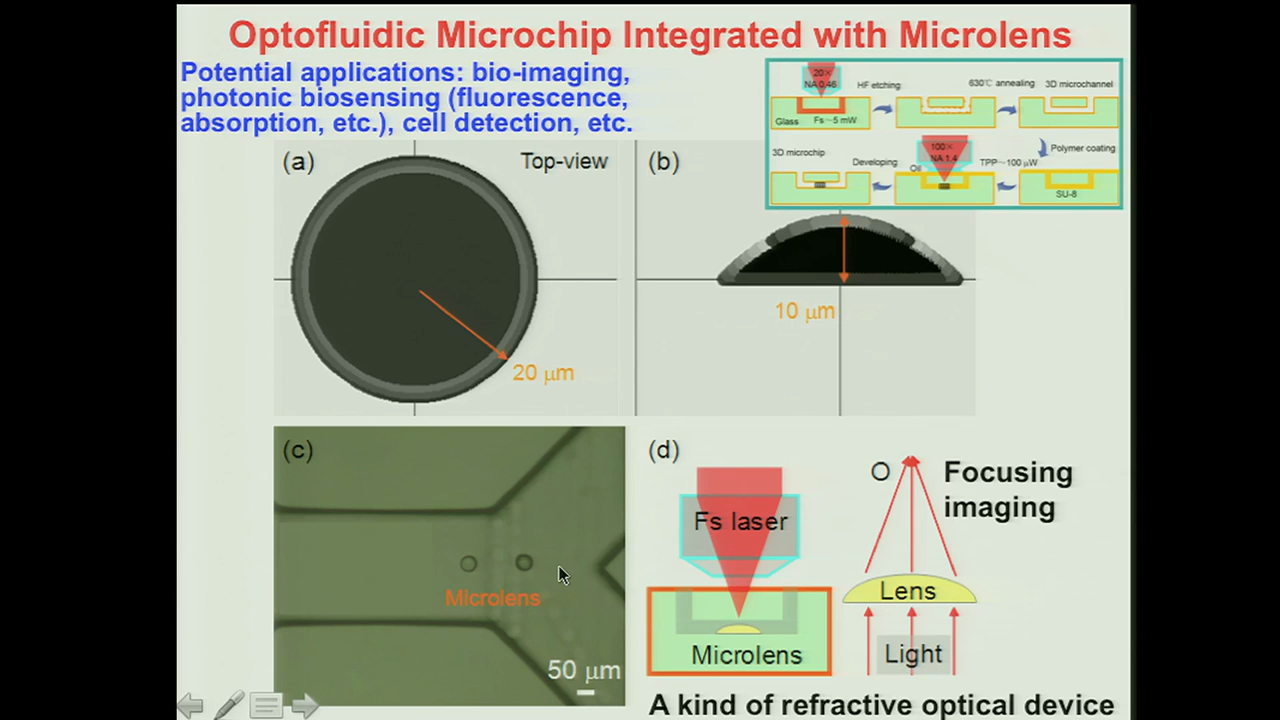 Optofluidic Microchip Integrated with Microlens
Potential applications: bio-imaging,
photonic biosensing (fluorescence,
absorption, etc.), cell detection, etc.
20×
NA 0.46
HF etching
630℃ annealing
3D microchannel
Glass
Fs~5 mW
3D microchip
Developing
100×
NA 1.4
Oil
TPP~100 μW
Polymer coating
SU-8
(a)
Top-view
20 μm
(b)
10 μm
(c)
Microlens
50 μm
(d)
Fs laser
Microlens
O
Focusing
imaging
Lens
Light
A kind of refractive optical device